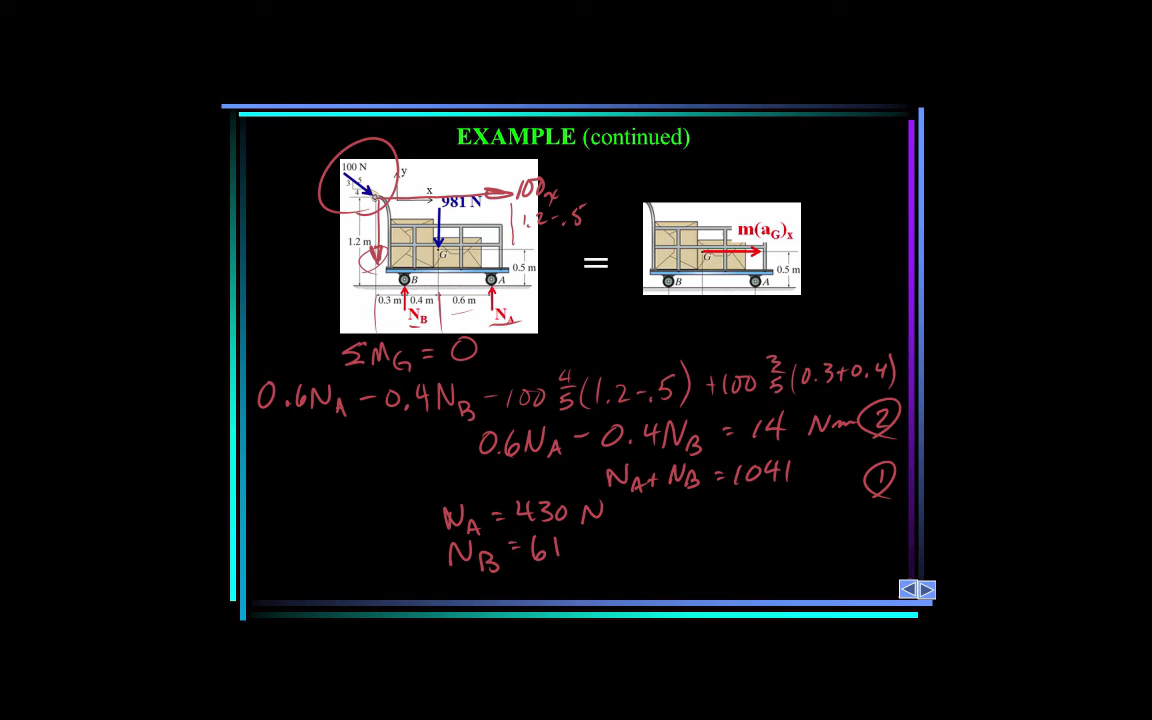 EXAMPLE (continued)
100 N
3 5
4
y
x
100x
981 N
1.2-.5
1.2 m
G
0.5 m
B
A
0.3 m 0.4 m 0.6 m
N_B
N_A
=
m(a_G)_x
G
0.5 m
B
A
ΣM_G = 0
0.6N_A - 0.4N_B - 100 4/5 (1.2-.5) + 100 3/5 (0.3+0.4)
0.6N_A - 0.4N_B = 14 Nm ②
N_A + N_B = 1041 ①
N_A = 430 N
N_B = 61